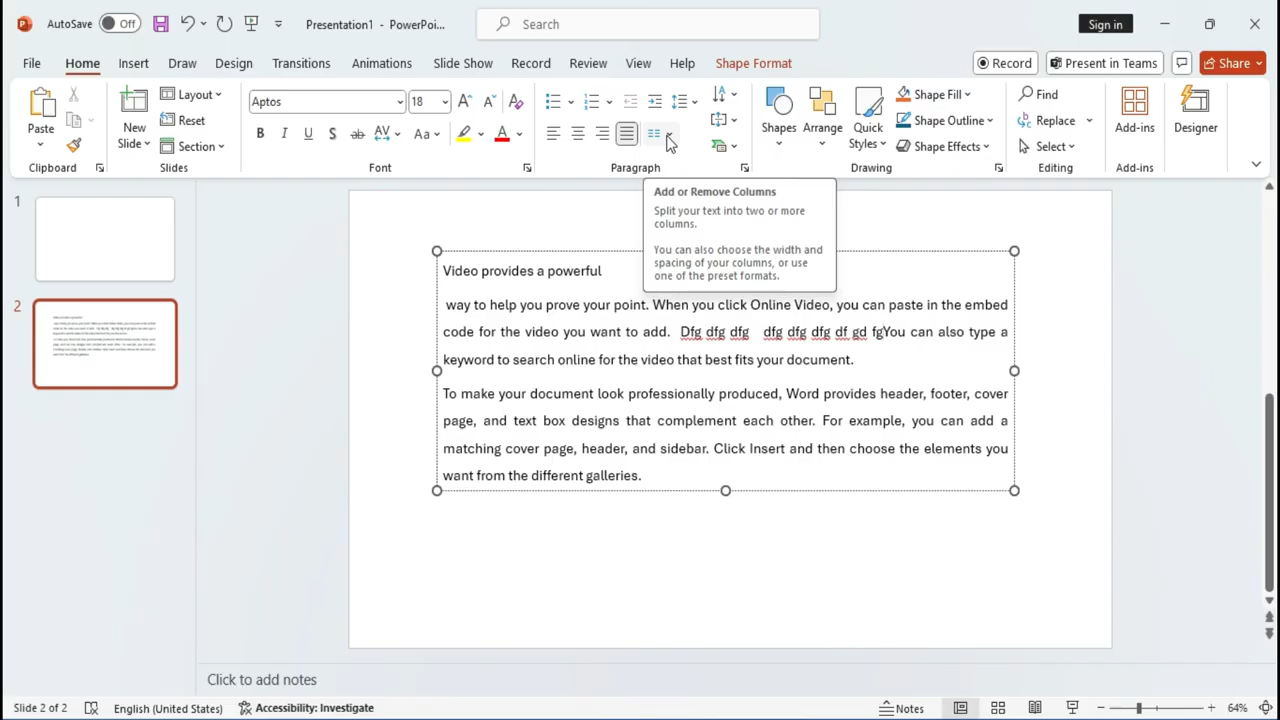 AutoSave Off Presentation1 - PowerPoi... Search Sign in
File Home Insert Draw Design Transitions Animations Slide Show Record Review View Help Shape Format Record Present in Teams Share
Paste
Clipboard
New
Slide
Layout
Reset
Section
Slides
Aptos 18
B I U S ab AV Aa A
Font
Paragraph
Shapes
Arrange
Quick
Styles
Shape Fill
Shape Outline
Shape Effects
Drawing
Find
Replace
Select
Editing
Add-ins
Add-ins
Designer
Add or Remove Columns
Split your text into two or more
columns.
You can also choose the width and
spacing of your columns, or use
one of the preset formats.
1
2
Video provides a powerful
way to help you prove your point. When you click Online Video, you can paste in the embed
code for the video you want to add. Dfg dfg dfg dfg dfg dfg df gd fgYou can also type a
keyword to search online for the video that best fits your document.
To make your document look professionally produced, Word provides header, footer, cover
page, and text box designs that complement each other. For example, you can add a
matching cover page, header, and sidebar. Click Insert and then choose the elements you
want from the different galleries.
Click to add notes
Slide 2 of 2 English (United States) Accessibility: Investigate Notes 64%